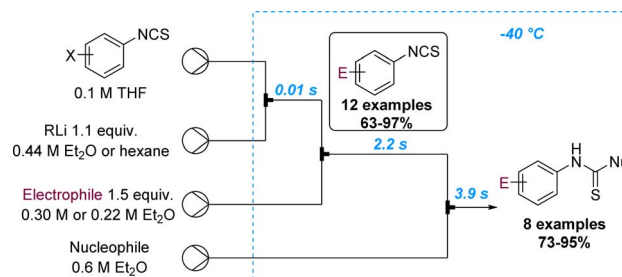 NCS
X
0.1 M THF
RLi 1.1 equiv.
0.44 M Et₂O or hexane
Electrophile 1.5 equiv.
0.30 M or 0.22 M Et₂O
Nucleophile
0.6 M Et₂O
-40 °C
0.01 s
NCS
E
12 examples
63-97%
2.2 s
3.9 s
E
H
N
S
8 examples
73-95%